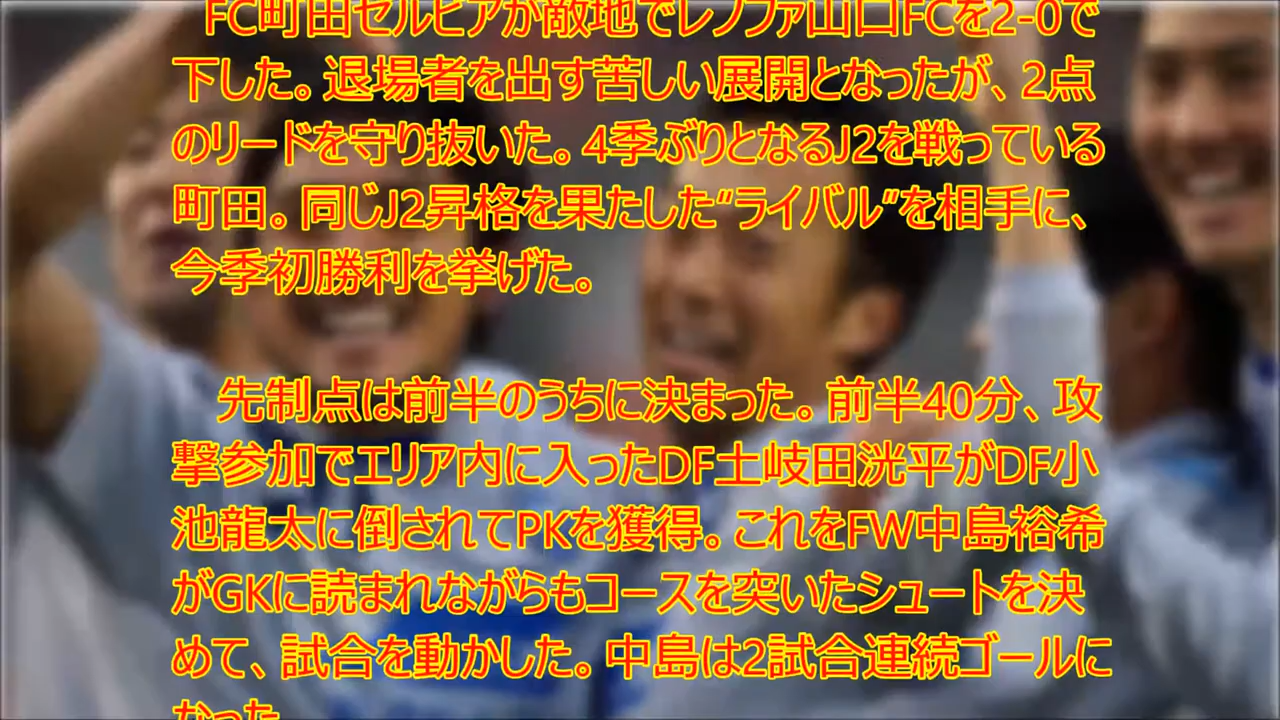 FC町田ゼルビアが敵地でレノファ山口FCを2-0で
下した。退場者を出す苦しい展開となったが、2点
のリードを守り抜いた。4季ぶりとなるJ2を戦っている
町田。同じJ2昇格を果たした“ライバル”を相手に、
今季初勝利を挙げた。
先制点は前半のうちに決まった。前半40分、攻
撃参加でエリア内に入ったDF土岐田洸平がDF小
池龍太に倒されてPKを獲得。これをFW中島裕希
がGKに読まれながらもコースを突いたシュートを決
めて、試合を動かした。中島は2試合連続ゴールに
なった